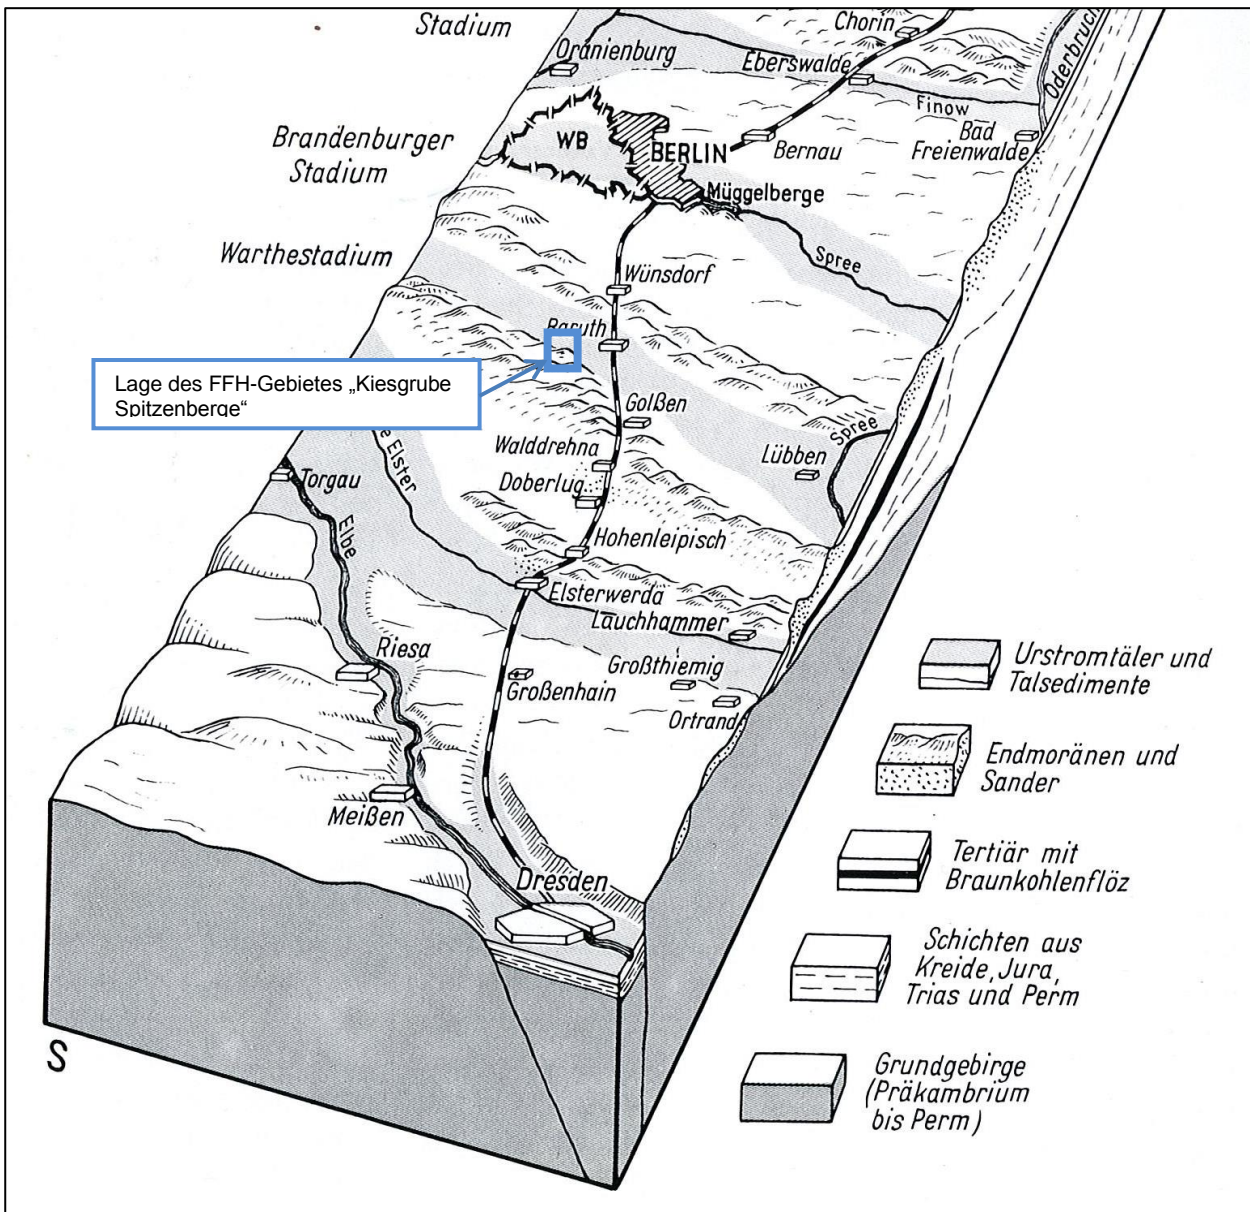 Stadium
Chorin
Oranienburg
Eberswalde
Oderbruch
Finow
Bad
Freienwalde
Brandenburger
Stadium
WB
BERLIN
Bernau
Müggelberge
Warthestadium
Spree
Wünsdorf
Baruth
Lage des FFH-Gebietes „Kiesgrube
Spitzenberge“
Golßen
Spree
e Elster
Walddrehna
Lübben
Torgau
Doberlug
Elbe
Hohenleipisch
Elsterwerda
Lauchhammer
Riesa
Großthiemig
Großenhain
Ortrand
Urstromtäler und
Talsedimente
Endmoränen und
Sander
Meißen
Tertiär mit
Braunkohlenflöz
Dresden
Schichten aus
Kreide, Jura,
Trias und Perm
S
Grundgebirge
(Präkambrium
bis Perm)